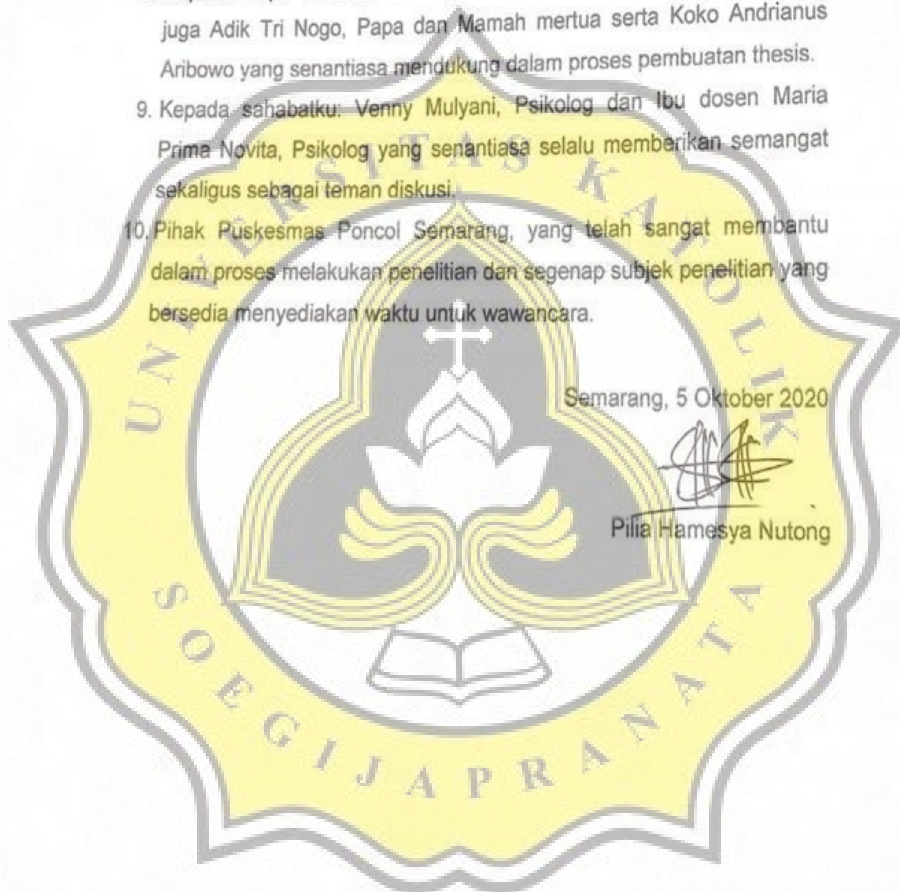 juga Adik Tri Nogo, Papa dan Mamah mertua serta Koko Andrianus
Aribowo yang senantiasa mendukung dalam proses pembuatan thesis.
9. Kepada sahabatku: Venny Mulyani, Psikolog dan Ibu dosen Maria
Prima Novita, Psikolog yang senantiasa selalu memberikan semangat
sekaligus sebagai teman diskusi.
10. Pihak Puskesmas Poncol Semarang, yang telah sangat membantu
dalam proses melakukan penelitian dan segenap subjek penelitian yang
bersedia menyediakan waktu untuk wawancara.
Semarang, 5 Oktober 2020
Pilia Hamesya Nutong
UNIVERSITAS KATOLIK
SOEGIJAPRANATA